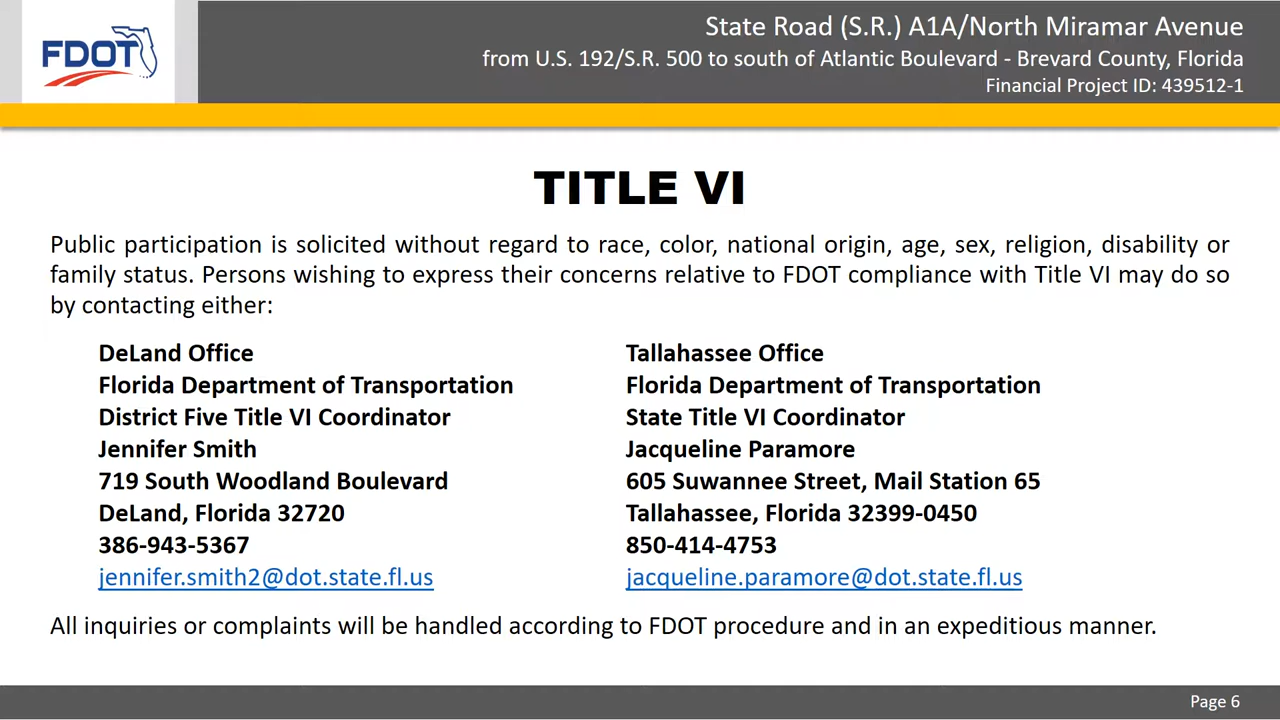 FDOT
State Road (S.R.) A1A/North Miramar Avenue
from U.S. 192/S.R. 500 to south of Atlantic Boulevard - Brevard County, Florida
Financial Project ID: 439512-1
TITLE VI
Public participation is solicited without regard to race, color, national origin, age, sex, religion, disability or
family status. Persons wishing to express their concerns relative to FDOT compliance with Title VI may do so
by contacting either:
DeLand Office
Florida Department of Transportation
District Five Title VI Coordinator
Jennifer Smith
719 South Woodland Boulevard
DeLand, Florida 32720
386-943-5367
jennifer.smith2@dot.state.fl.us
Tallahassee Office
Florida Department of Transportation
State Title VI Coordinator
Jacqueline Paramore
605 Suwannee Street, Mail Station 65
Tallahassee, Florida 32399-0450
850-414-4753
jacqueline.paramore@dot.state.fl.us
All inquiries or complaints will be handled according to FDOT procedure and in an expeditious manner.
Page 6